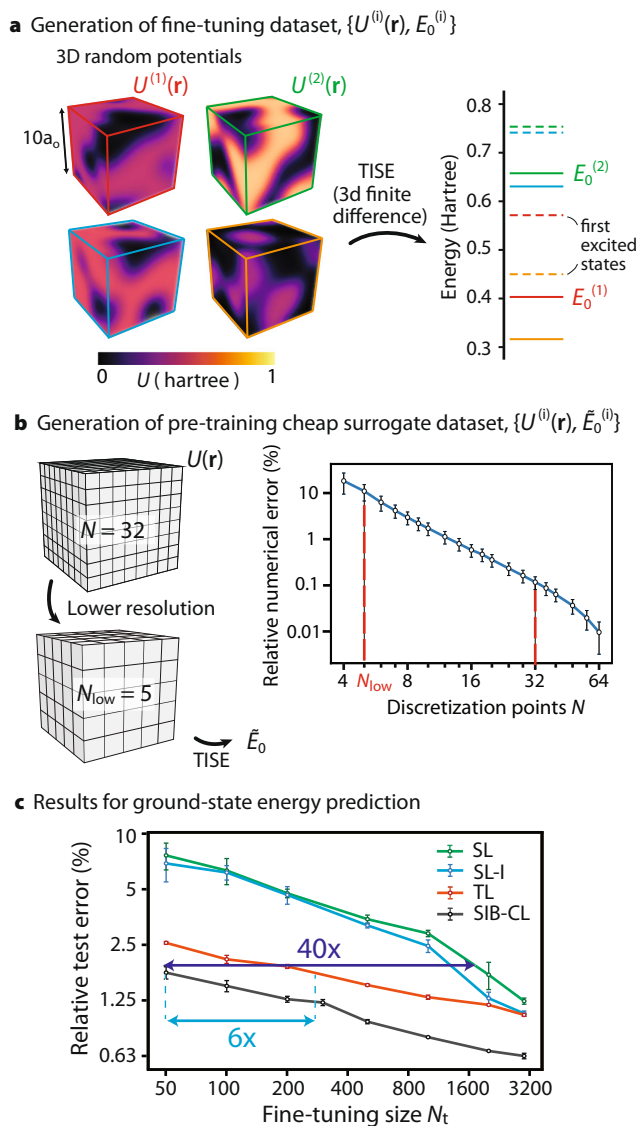 a Generation of fine-tuning dataset, {U⁽ⁱ⁾(r), E₀⁽ⁱ⁾}
3D random potentials
U⁽¹⁾(r)
U⁽²⁾(r)
10aₒ
TISE
(3d finite
difference)
0
1
U ( hartree )
Energy (Hartree)
0.8
0.7
0.6
0.5
0.4
0.3
E₀⁽²⁾
first
excited
states
E₀⁽¹⁾
b Generation of pre-training cheap surrogate dataset, {U⁽ⁱ⁾(r), Ẽ₀⁽ⁱ⁾}
U(r)
N = 32
Lower resolution
N_low = 5
TISE
Ẽ₀
Relative numerical error (%)
10
1
0.1
0.01
4
N_low
8
16
32
64
Discretization points N
c Results for ground-state energy prediction
Relative test error (%)
10
5
2.5
1.25
0.63
SL
SL-I
TL
SIB-CL
40x
6x
50
100
200
400
800
1600
3200
Fine-tuning size Nₜ